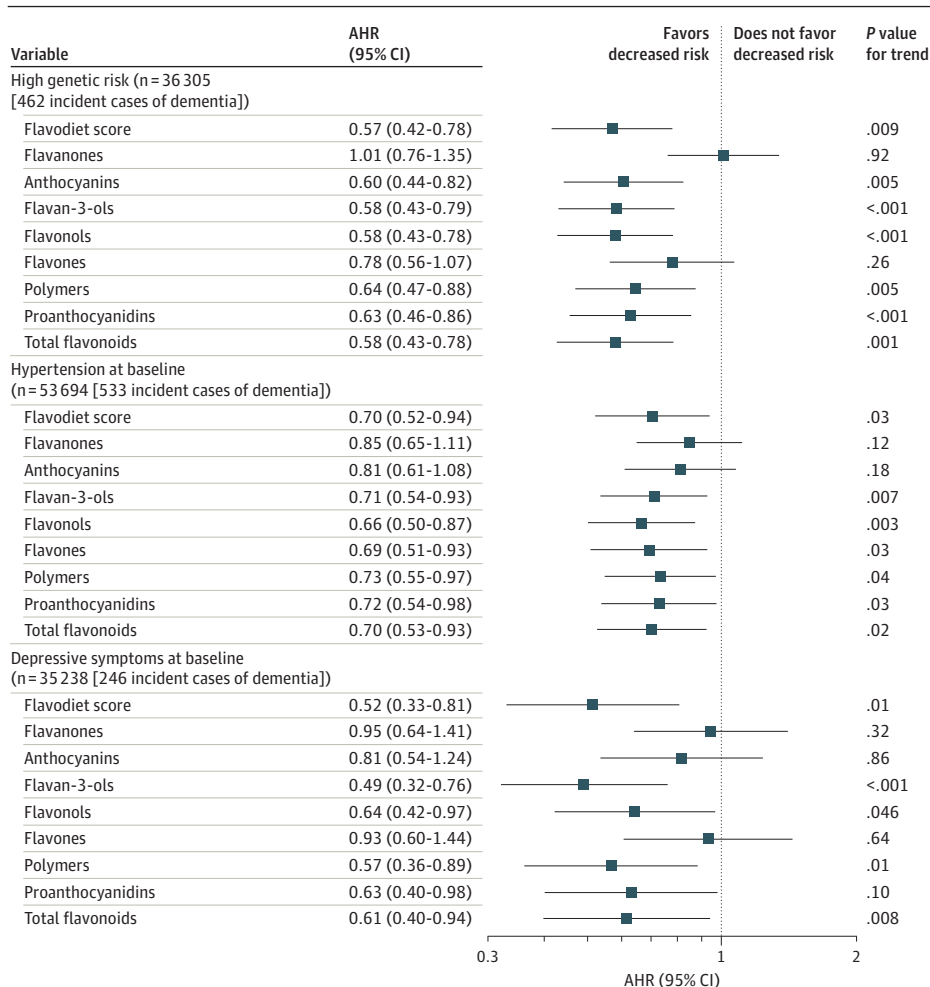 Variable AHR (95% CI) Favors decreased risk Does not favor decreased risk P value for trend
High genetic risk (n = 36 305
[462 incident cases of dementia])
Flavodiet score 0.57 (0.42-0.78) .009
Flavanones 1.01 (0.76-1.35) .92
Anthocyanins 0.60 (0.44-0.82) .005
Flavan-3-ols 0.58 (0.43-0.79) <.001
Flavonols 0.58 (0.43-0.78) <.001
Flavones 0.78 (0.56-1.07) .26
Polymers 0.64 (0.47-0.88) .005
Proanthocyanidins 0.63 (0.46-0.86) <.001
Total flavonoids 0.58 (0.43-0.78) .001
Hypertension at baseline
(n = 53 694 [533 incident cases of dementia])
Flavodiet score 0.70 (0.52-0.94) .03
Flavanones 0.85 (0.65-1.11) .12
Anthocyanins 0.81 (0.61-1.08) .18
Flavan-3-ols 0.71 (0.54-0.93) .007
Flavonols 0.66 (0.50-0.87) .003
Flavones 0.69 (0.51-0.93) .03
Polymers 0.73 (0.55-0.97) .04
Proanthocyanidins 0.72 (0.54-0.98) .03
Total flavonoids 0.70 (0.53-0.93) .02
Depressive symptoms at baseline
(n = 35 238 [246 incident cases of dementia])
Flavodiet score 0.52 (0.33-0.81) .01
Flavanones 0.95 (0.64-1.41) .32
Anthocyanins 0.81 (0.54-1.24) .86
Flavan-3-ols 0.49 (0.32-0.76) <.001
Flavonols 0.64 (0.42-0.97) .046
Flavones 0.93 (0.60-1.44) .64
Polymers 0.57 (0.36-0.89) .01
Proanthocyanidins 0.63 (0.40-0.98) .10
Total flavonoids 0.61 (0.40-0.94) .008
0.3 1 2
AHR (95% CI)